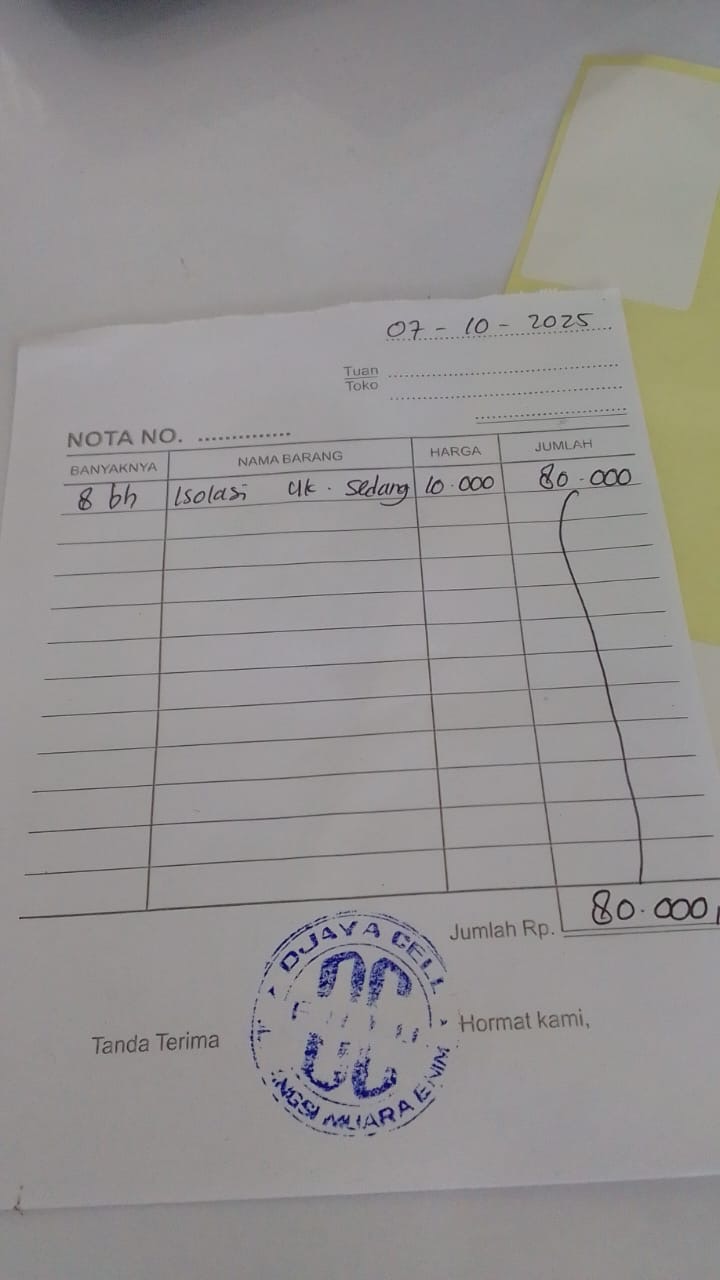 07 - 10 - 2025
Tuan
Toko
NOTA NO.
BANYAKNYA NAMA BARANG HARGA JUMLAH
8 bh Isolasi uk. sedang 10.000 80.000
Jumlah Rp. 80.000,
DJAYA CELL
Tanda Terima Hormat kami,
MUARA ENIM